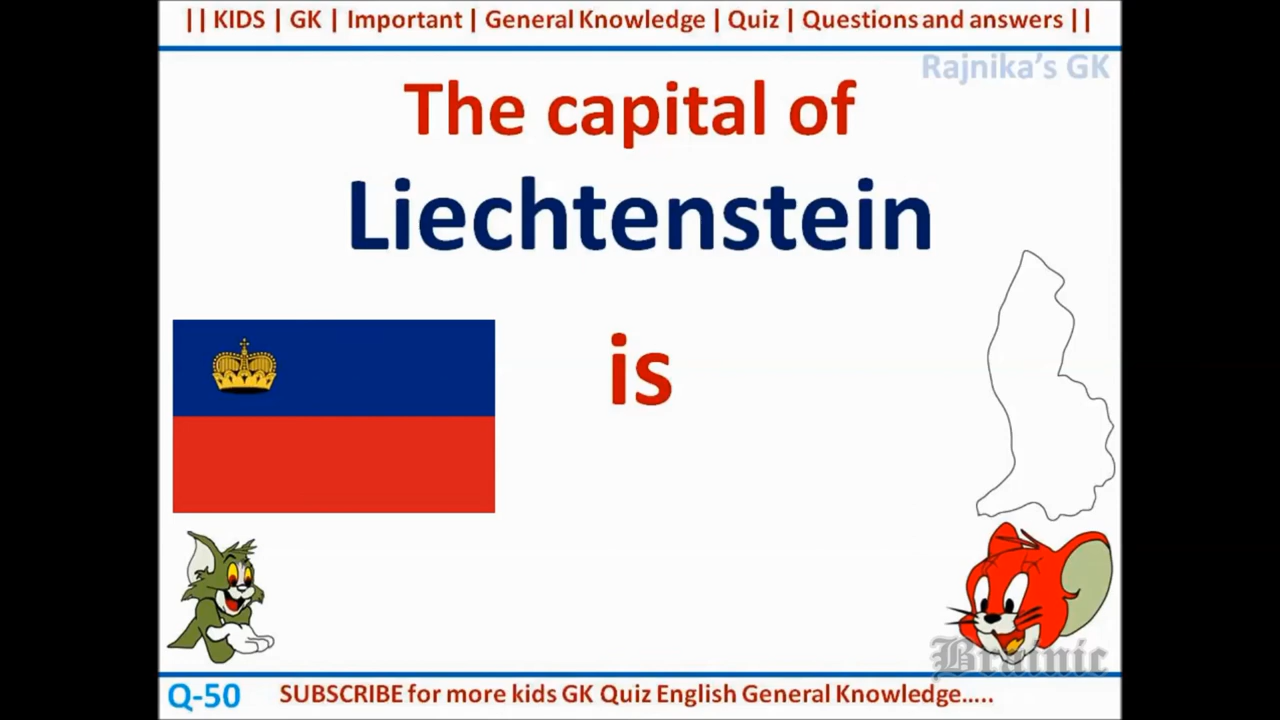 || KIDS | GK | Important | General Knowledge | Quiz | Questions and answers ||
Rajnika's GK
The capital of
Liechtenstein
is
Brainic
Q-50 SUBSCRIBE for more kids GK Quiz English General Knowledge.....